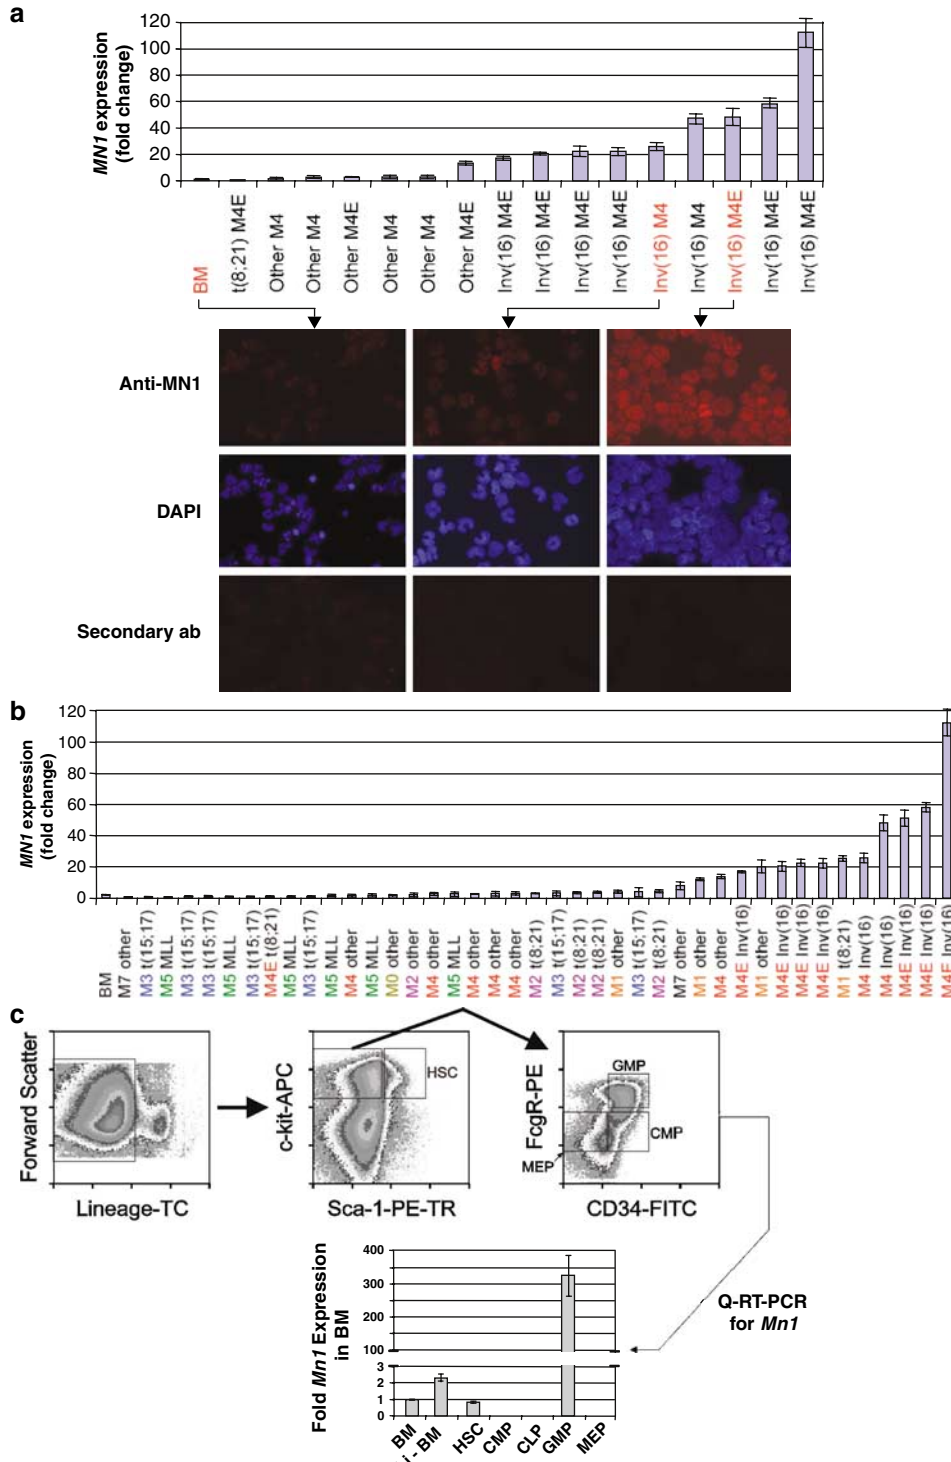 a
MN1 expression
(fold change)
120
100
80
60
40
20
0
BM
t(8;21) M4E
Other M4
Other M4
Other M4E
Other M4
Other M4
Other M4E
Inv(16) M4E
Inv(16) M4E
Inv(16) M4E
Inv(16) M4E
Inv(16) M4
Inv(16) M4
Inv(16) M4E
Inv(16) M4E
Inv(16) M4E
Anti-MN1
DAPI
Secondary ab
b
MN1 expression
(fold change)
120
100
80
60
40
20
0
BM
M7 other
M3 t(15;17)
M5 MLL
M3 t(15;17)
M3 t(15;17)
M5 MLL
M3 t(15;17)
M4E t(8:21)
M5 MLL
M3 t(15;17)
M4 other
M5 MLL
M0 other
M2 other
M4 other
M5 MLL
M4 other
M4 other
M4 other
M2 t(8:21)
M3 t(15;17)
M2 t(8:21)
M2 t(8:21)
M1 other
M3 t(15;17)
M2 t(8:21)
M7 other
M1 other
M4 other
M4E Inv(16)
M1 other
M4E Inv(16)
M4E Inv(16)
M4E Inv(16)
M1 t(8:21)
M4 Inv(16)
M4 Inv(16)
M4E Inv(16)
M4E Inv(16)
M4E Inv(16)
c
Forward Scatter
Lineage-TC
c-kit-APC
HSC
Sca-1-PE-TR
FcgR-PE
GMP
CMP
MEP
CD34-FITC
Q-RT-PCR
for Mn1
Fold Mn1 Expression
in BM
400
300
200
100
3
2
1
0
BM
i - BM
HSC
CMP
CLP
GMP
MEP